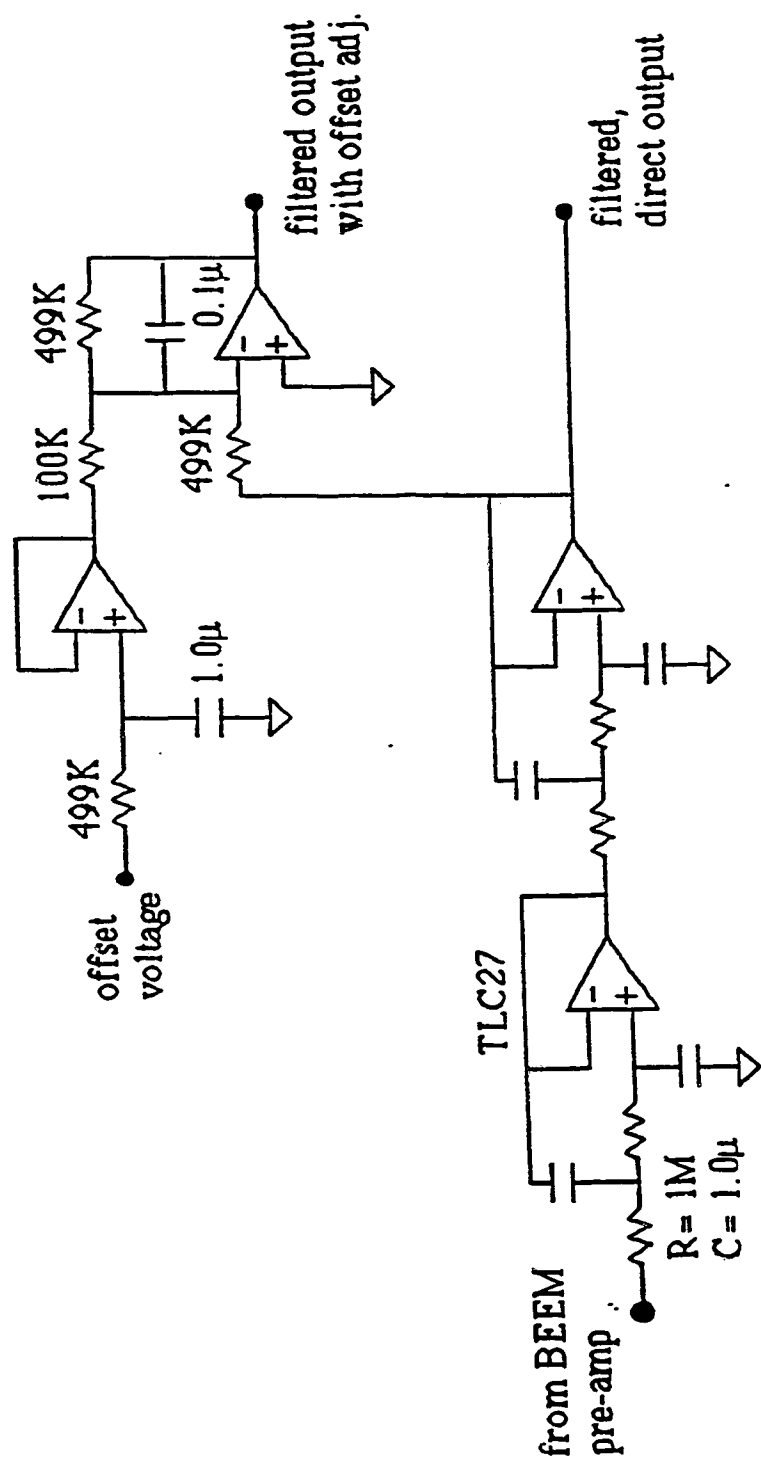 offset
voltage
499K
1.0µ
-
+
100K
499K
0.1µ
499K
-
+
filtered output
with offset adj.
from BEEM
pre-amp
R= 1M
C= 1.0µ
TLC27
-
+
-
+
filtered,
direct output